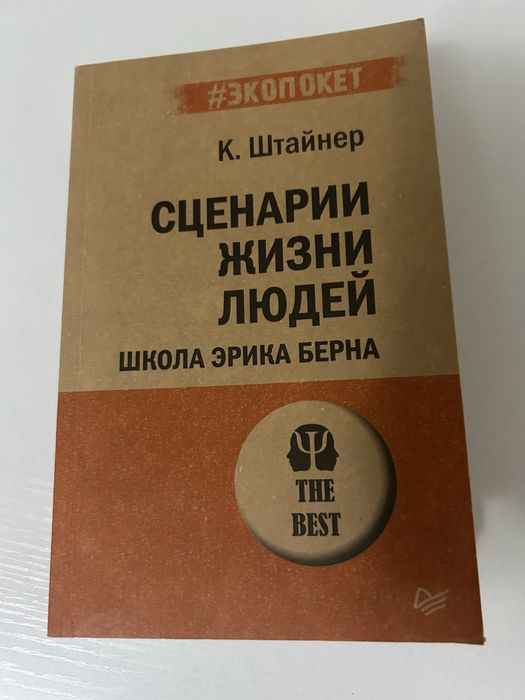 #ЭКОПОКЕТ
К. Штайнер
СЦЕНАРИИ
ЖИЗНИ
ЛЮДЕЙ
ШКОЛА ЭРИКА БЕРНА
Ψ
THE
BEST